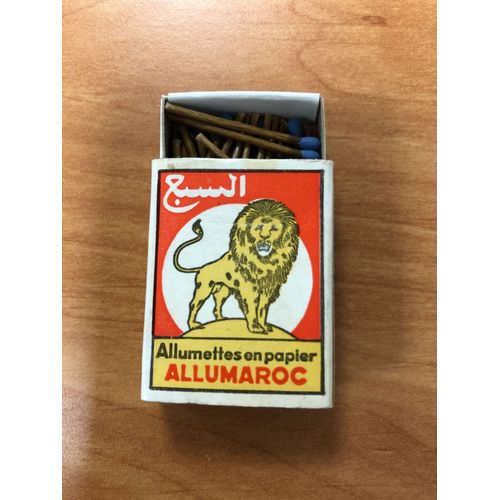 السبع
Allumettes en papier
ALLUMAROC